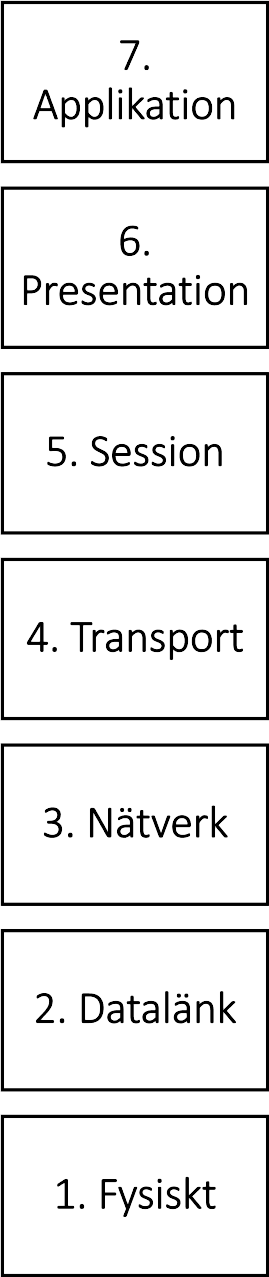 7.
Applikation
6.
Presentation
5. Session
4. Transport
3. Nätverk
2. Datalänk
1. Fysiskt